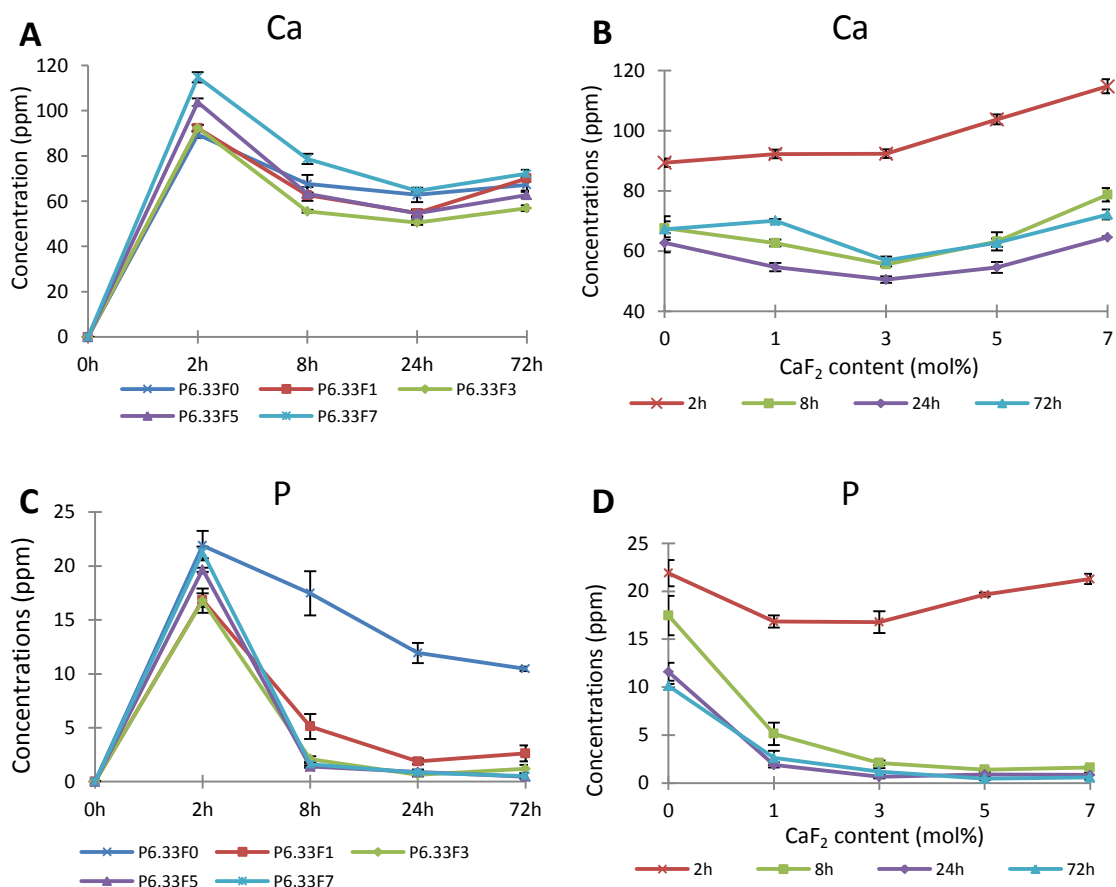 A
Ca
Concentration (ppm)
120
100
80
60
40
20
0
0h 2h 8h 24h 72h
P6.33F0 P6.33F1 P6.33F3
P6.33F5 P6.33F7
B
Ca
Concentrations (ppm)
120
100
80
60
40
0 1 3 5 7
CaF₂ content (mol%)
2h 8h 24h 72h
C
P
Concentrations (ppm)
25
20
15
10
5
0
0h 2h 8h 24h 72h
P6.33F0 P6.33F1 P6.33F3
P6.33F5 P6.33F7
D
P
Concentrations (ppm)
25
20
15
10
5
0
0 1 3 5 7
CaF₂ content (mol%)
2h 8h 24h 72h